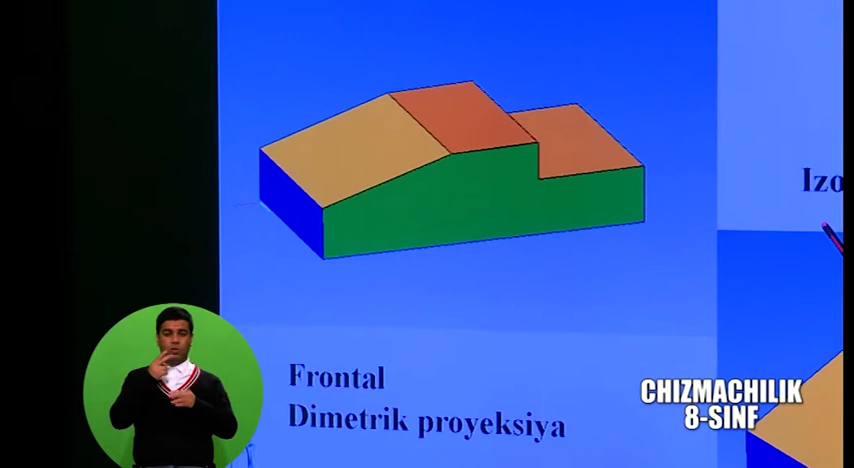 Izo
Frontal
Dimetrik proyeksiya
CHIZMACHILIK
8-SINF